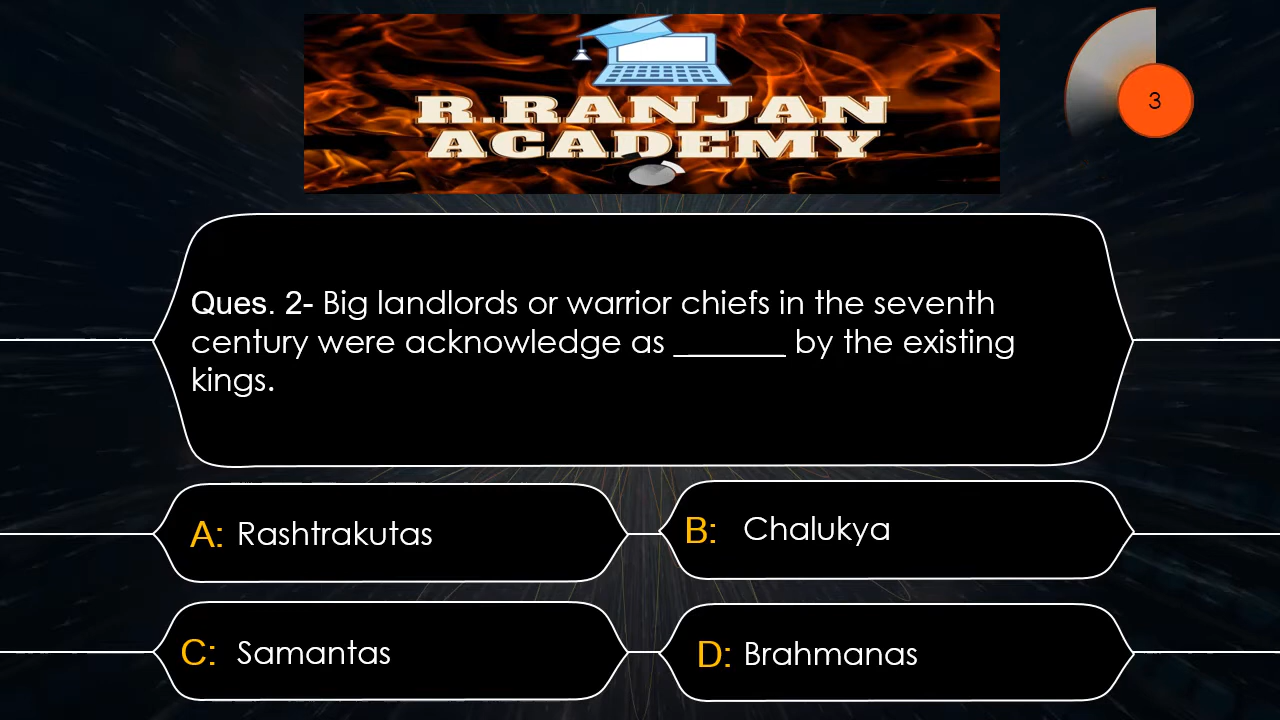 R.RANJAN
ACADEMY
3
Ques. 2- Big landlords or warrior chiefs in the seventh
century were acknowledge as _______ by the existing
kings.
A: Rashtrakutas
B: Chalukya
C: Samantas
D: Brahmanas